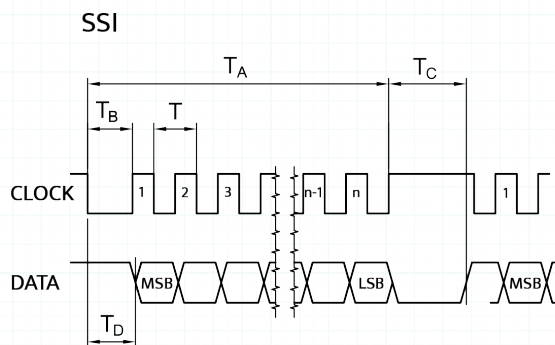 SSI
TA TC
TB T
CLOCK 1 2 3 n-1 n 1
DATA MSB LSB MSB
TD